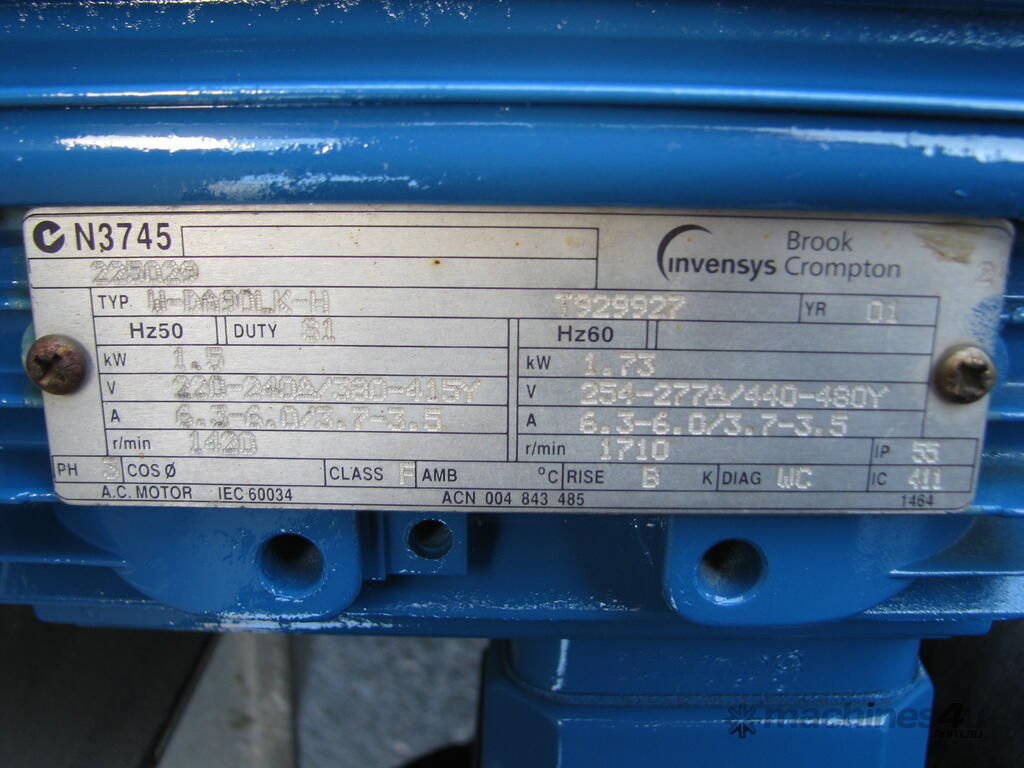 N3745
invensys Brook Crompton
225029
2
TYP. W-DA90LK-H T929927 YR 01
Hz50 DUTY S1 Hz60
kW 1.5 kW 1.73
V 220-240Δ/380-415Y V 254-277Δ/440-480Y
A 6.3-6.0/3.7-3.5 A 6.3-6.0/3.7-3.5
r/min 1420 r/min 1710 IP 55
PH 3 COS Ø CLASS F AMB °C RISE B K DIAG WC IC 411
A.C. MOTOR IEC 60034 ACN 004 843 485 1464
machines4u
.com.au